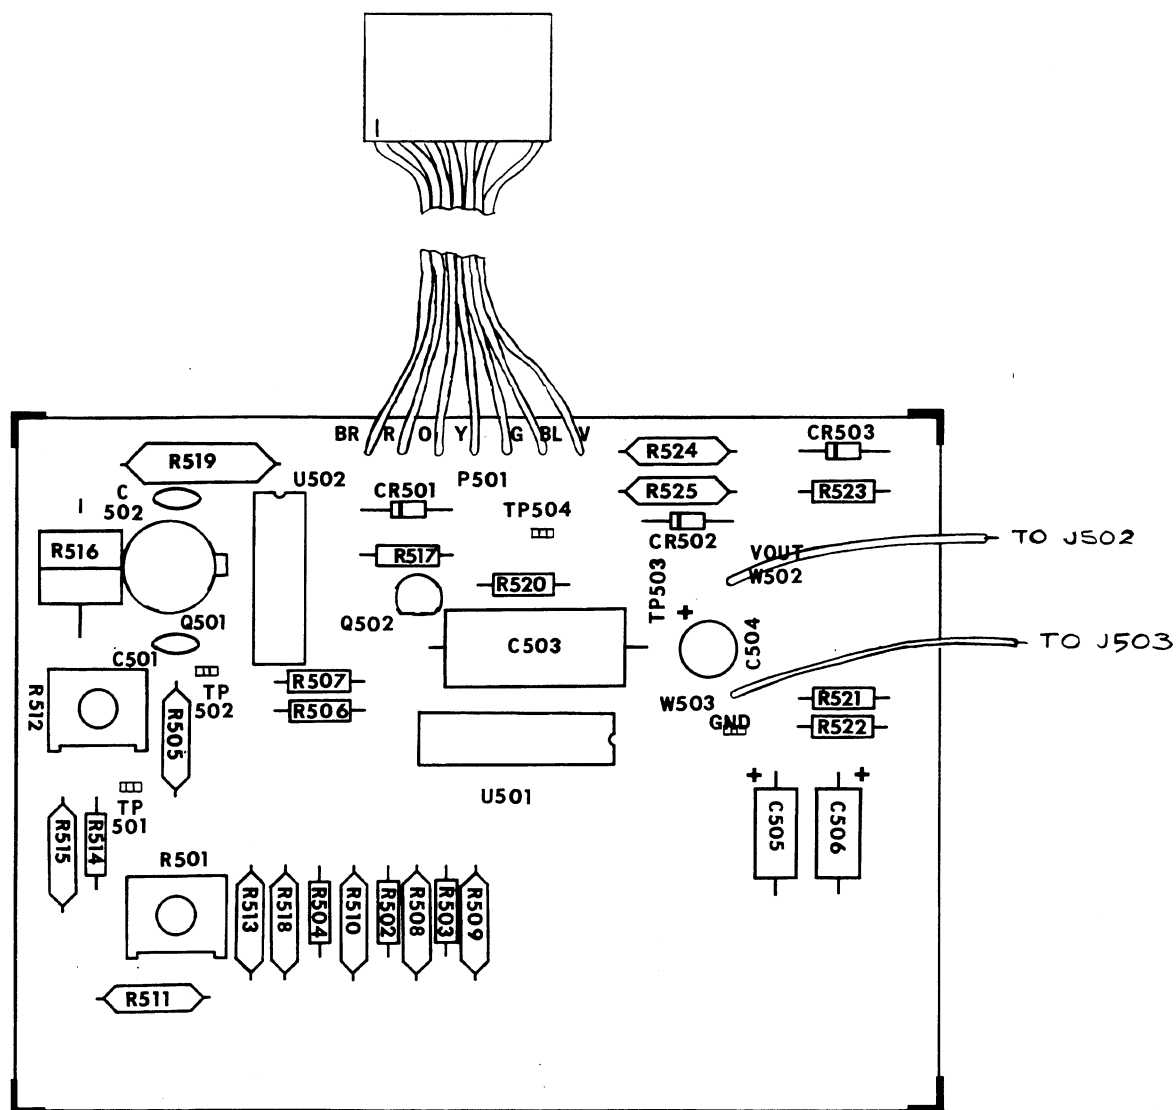 BR R O Y G BL V
CR503
R519
U502
P501
R524
C
502
CR501
R525
R523
TP504
CR502
TO J502
R516
R517
VOUT
W502
R520
TP503
+
Q501
Q502
C503
C504
TO J503
C501
R507
TP
502
R512
R506
W503
R521
GND
R522
R505
U501
+
+
TP
501
C505
C506
R515
R514
R501
R513
R518
R504
R510
R502
R508
R503
R509
R511